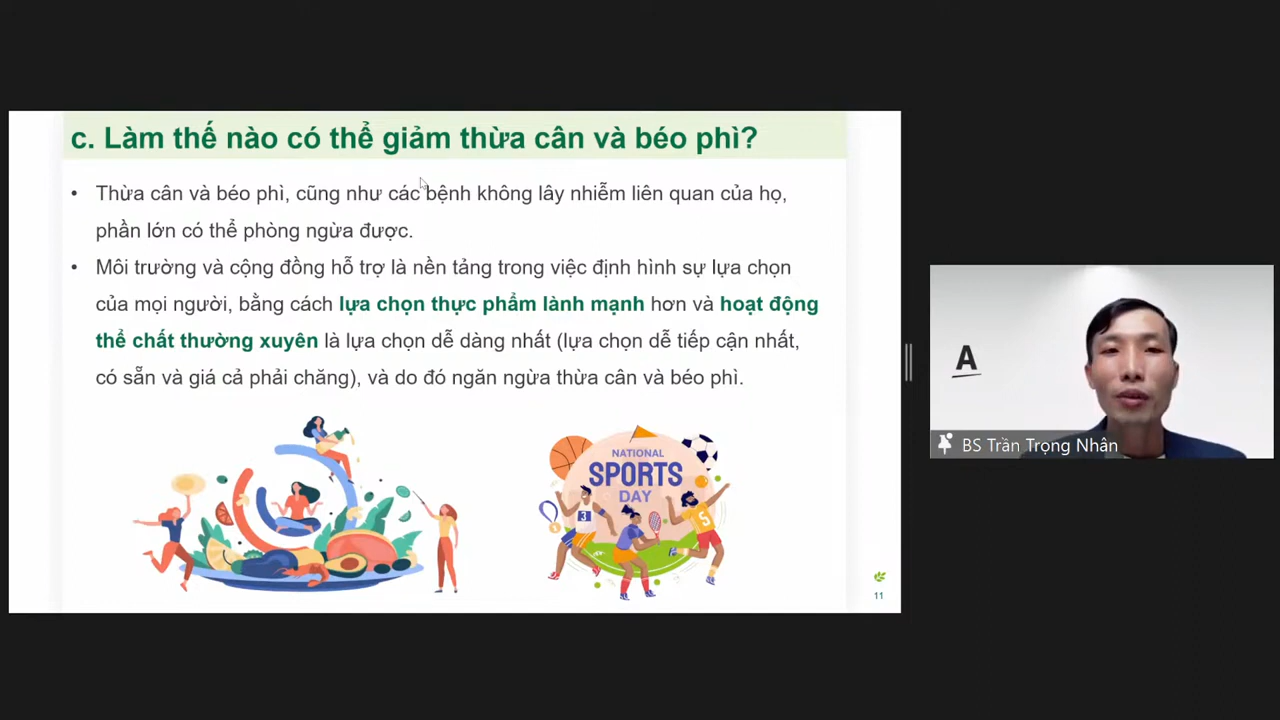 c. Làm thế nào có thể giảm thừa cân và béo phì?
• Thừa cân và béo phì, cũng như các bệnh không lây nhiễm liên quan của họ,
phần lớn có thể phòng ngừa được.
• Môi trường và cộng đồng hỗ trợ là nền tảng trong việc định hình sự lựa chọn
của mọi người, bằng cách lựa chọn thực phẩm lành mạnh hơn và hoạt động
thể chất thường xuyên là lựa chọn dễ dàng nhất (lựa chọn dễ tiếp cận nhất,
có sẵn và giá cả phải chăng), và do đó ngăn ngừa thừa cân và béo phì.
NATIONAL
SPORTS
DAY
3
5
1
11
A
BS Trần Trọng Nhân